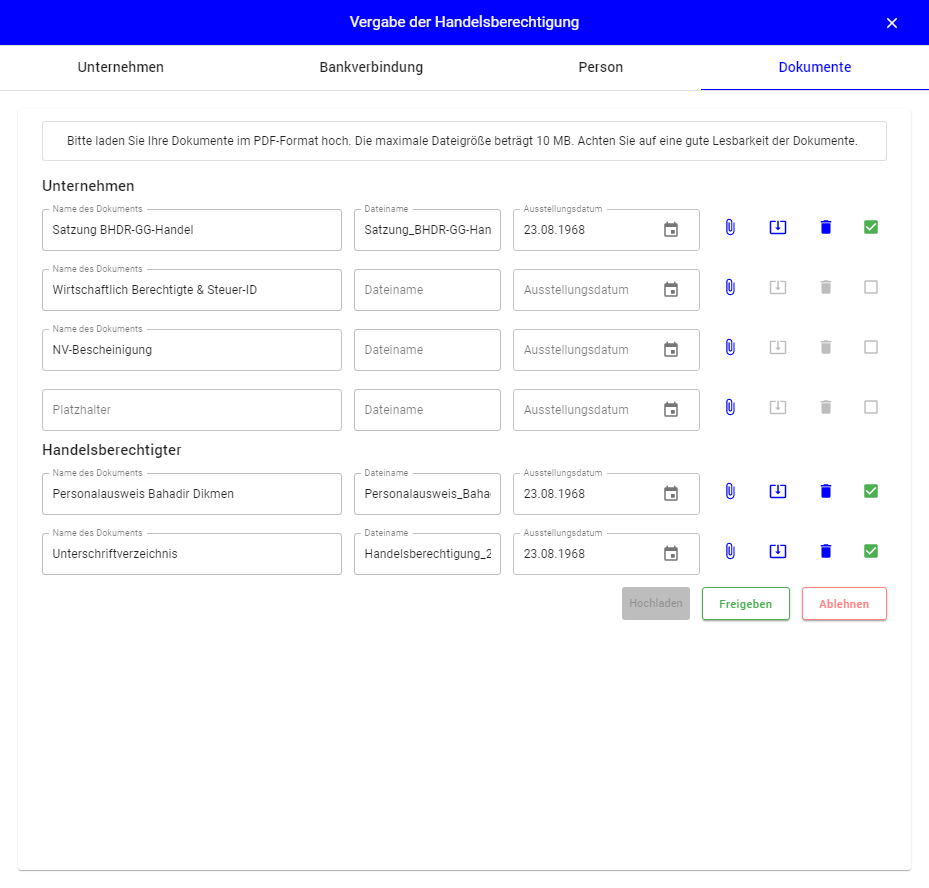 Vergabe der Handelsberechtigung
Unternehmen Bankverbindung Person Dokumente
Bitte laden Sie Ihre Dokumente im PDF-Format hoch. Die maximale Dateigröße beträgt 10 MB. Achten Sie auf eine gute Lesbarkeit der Dokumente.
Unternehmen
Name des Dokuments Dateiname Ausstellungsdatum
Satzung BHDR-GG-Handel Satzung_BHDR-GG-Han 23.08.1968
Name des Dokuments
Wirtschaftlich Berechtigte & Steuer-ID Dateiname Ausstellungsdatum
Name des Dokuments
NV-Bescheinigung Dateiname Ausstellungsdatum
Platzhalter Dateiname Ausstellungsdatum
Handelsberechtigter
Name des Dokuments Dateiname Ausstellungsdatum
Personalausweis Bahadir Dikmen Personalausweis_Baha 23.08.1968
Name des Dokuments Dateiname Ausstellungsdatum
Unterschriftverzeichnis Handelsberechtigung_2 23.08.1968
Hochladen Freigeben Ablehnen